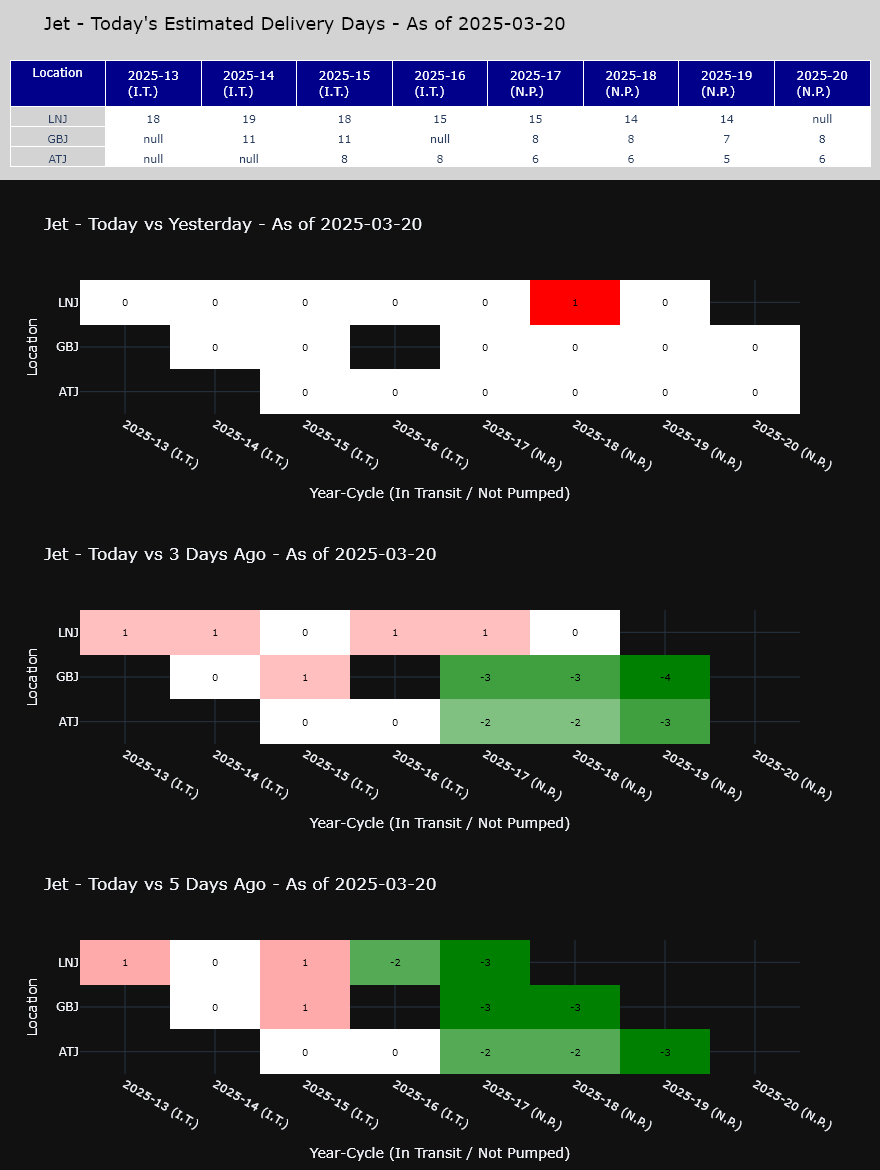 Jet - Today's Estimated Delivery Days - As of 2025-03-20
Location 2025-13 (I.T.) 2025-14 (I.T.) 2025-15 (I.T.) 2025-16 (I.T.) 2025-17 (N.P.) 2025-18 (N.P.) 2025-19 (N.P.) 2025-20 (N.P.)
LNJ 18 19 18 15 15 14 14 null
GBJ null 11 11 null 8 8 7 8
ATJ null null 8 8 6 6 5 6
Jet - Today vs Yesterday - As of 2025-03-20
Location
LNJ 0 0 0 0 0 1 0
GBJ 0 0 0 0 0 0
ATJ 0 0 0 0 0 0
2025-13 (I.T.) 2025-14 (I.T.) 2025-15 (I.T.) 2025-16 (I.T.) 2025-17 (N.P.) 2025-18 (N.P.) 2025-19 (N.P.) 2025-20 (N.P.)
Year-Cycle (In Transit / Not Pumped)
Jet - Today vs 3 Days Ago - As of 2025-03-20
Location
LNJ 1 1 0 1 1 0
GBJ 0 1 -3 -3 -4
ATJ 0 0 -2 -2 -3
2025-13 (I.T.) 2025-14 (I.T.) 2025-15 (I.T.) 2025-16 (I.T.) 2025-17 (N.P.) 2025-18 (N.P.) 2025-19 (N.P.) 2025-20 (N.P.)
Year-Cycle (In Transit / Not Pumped)
Jet - Today vs 5 Days Ago - As of 2025-03-20
Location
LNJ 1 0 1 -2 -3
GBJ 0 1 -3 -3
ATJ 0 0 -2 -2 -3
2025-13 (I.T.) 2025-14 (I.T.) 2025-15 (I.T.) 2025-16 (I.T.) 2025-17 (N.P.) 2025-18 (N.P.) 2025-19 (N.P.) 2025-20 (N.P.)
Year-Cycle (In Transit / Not Pumped)